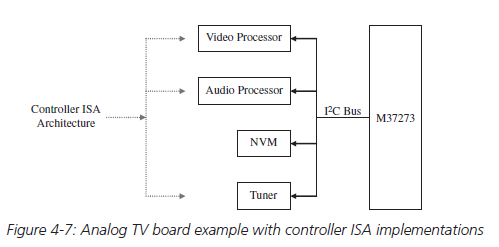 Video Processor
Audio Processor
Controller ISA
Architecture
I²C Bus
M37273
NVM
Tuner
Figure 4-7: Analog TV board example with controller ISA implementations